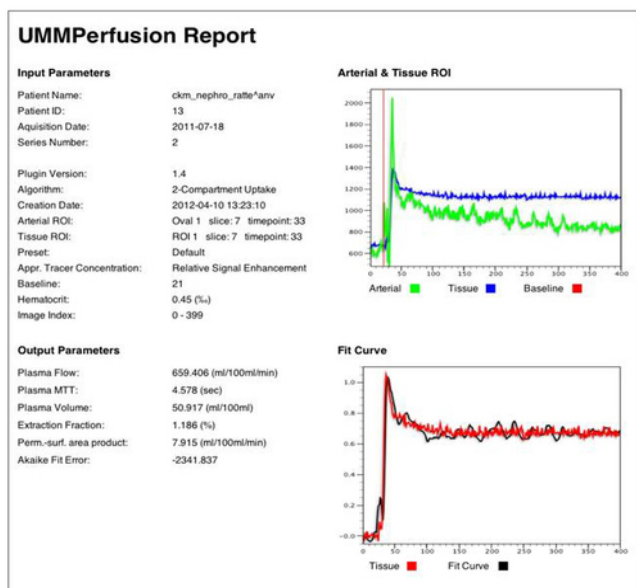 UMMPerfusion Report
Input Parameters
Patient Name: ckm_nephro_ratte^anv
Patient ID: 13
Aquisition Date: 2011-07-18
Series Number: 2
Plugin Version: 1.4
Algorithm: 2-Compartment Uptake
Creation Date: 2012-04-10 13:23:10
Arterial ROI: Oval 1 slice: 7 timepoint: 33
Tissue ROI: ROI 1 slice: 7 timepoint: 33
Preset: Default
Appr. Tracer Concentration: Relative Signal Enhancement
Baseline: 21
Hematocrit: 0.45 (‰)
Image Index: 0 - 399
Arterial & Tissue ROI
2000
1800
1600
1400
1200
1000
800
600
0 50 100 150 200 250 300 350 400
Arterial Tissue Baseline
Output Parameters
Plasma Flow: 659.406 (ml/100ml/min)
Plasma MTT: 4.578 (sec)
Plasma Volume: 50.917 (ml/100ml)
Extraction Fraction: 1.186 (%)
Perm.-surf. area product: 7.915 (ml/100ml/min)
Akaike Fit Error: -2341.837
Fit Curve
1.0
0.8
0.6
0.4
0.2
-0.0
0 50 100 150 200 250 300 350 400
Tissue Fit Curve